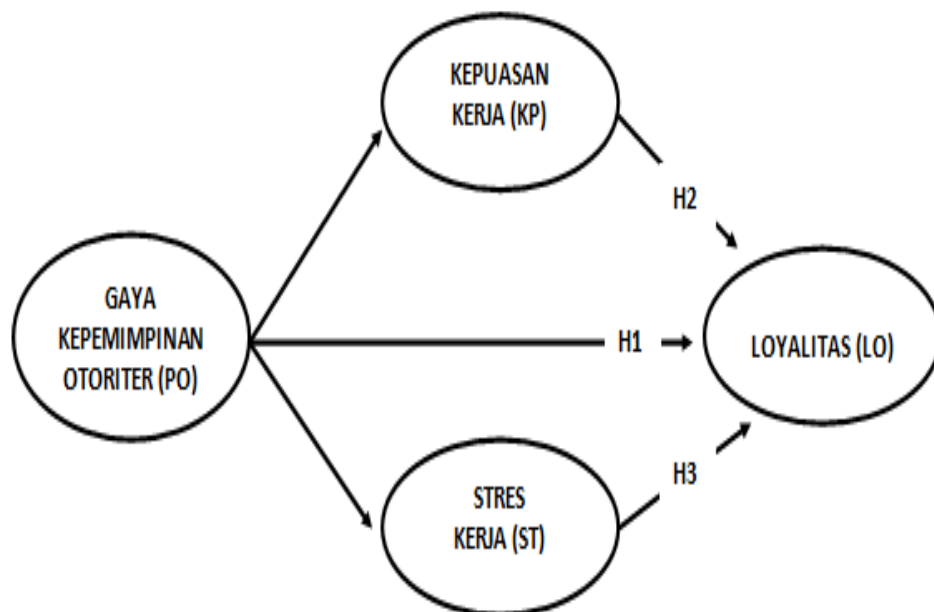 KEPUASAN
KERJA (KP)
H2
GAYA
KEPEMIMPINAN
OTORITER (PO)
H1
LOYALITAS (LO)
H3
STRES
KERJA (ST)